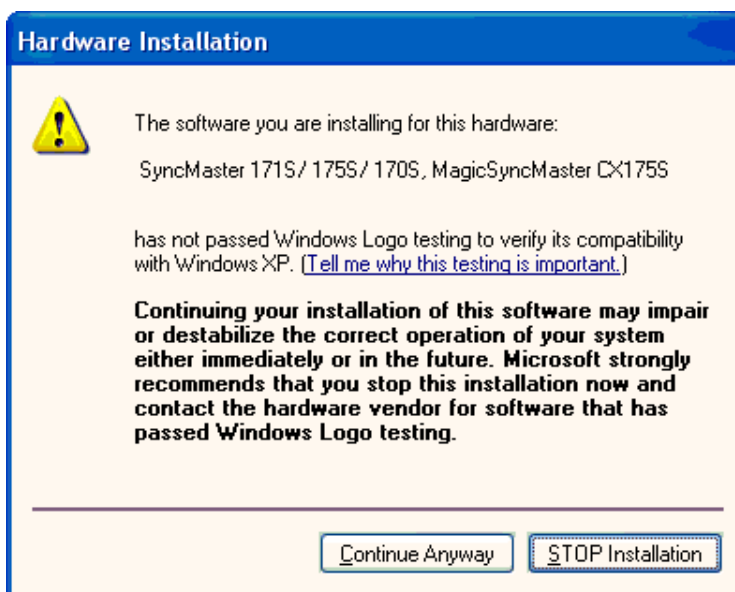 Hardware Installation
The software you are installing for this hardware:
SyncMaster 171S/ 175S/ 170S, MagicSyncMaster CX175S
has not passed Windows Logo testing to verify its compatibility
with Windows XP. (Tell me why this testing is important.)
Continuing your installation of this software may impair
or destabilize the correct operation of your system
either immediately or in the future. Microsoft strongly
recommends that you stop this installation now and
contact the hardware vendor for software that has
passed Windows Logo testing.
Continue Anyway
STOP Installation